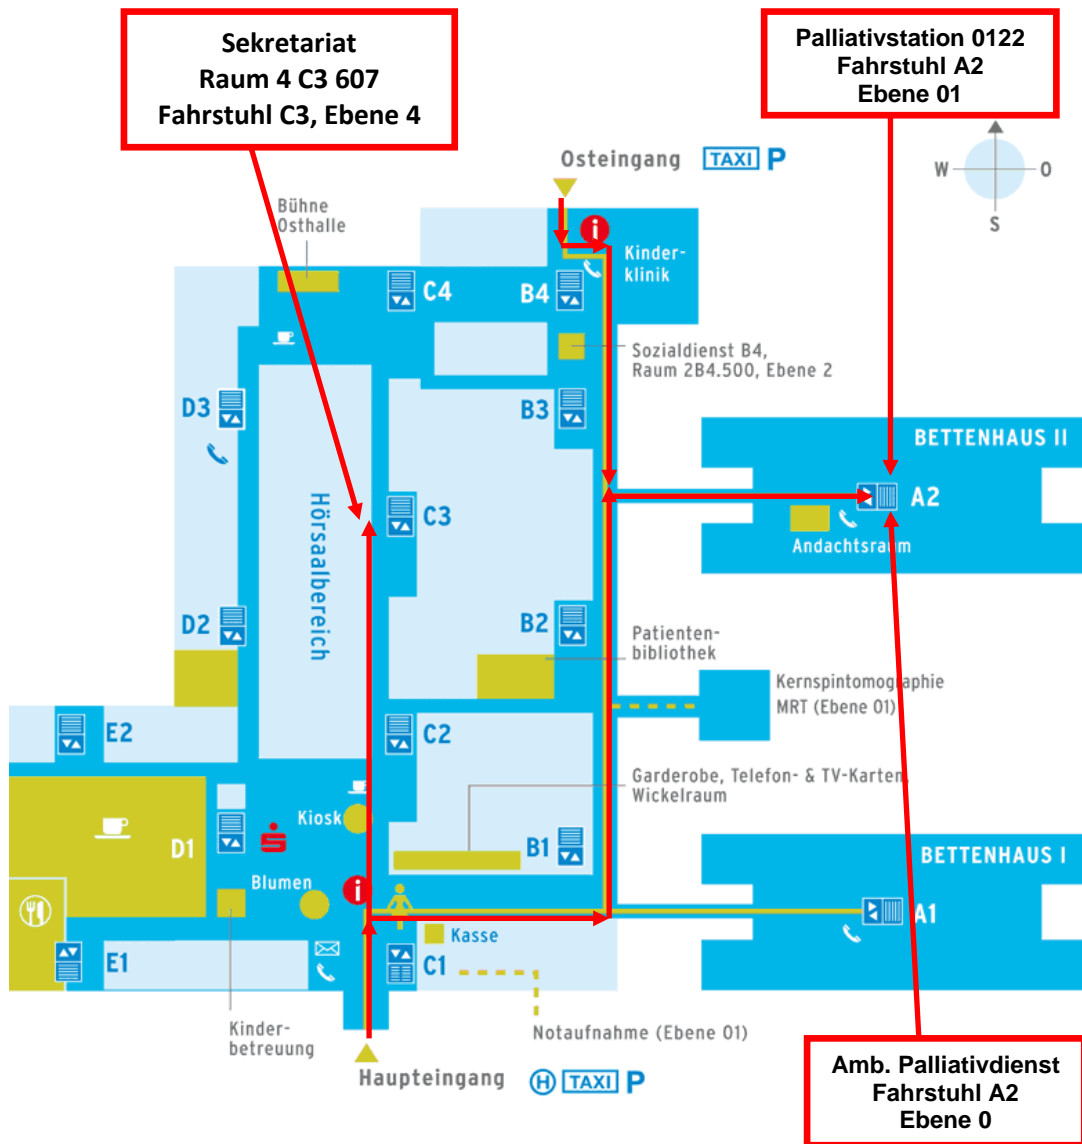 Sekretariat
Raum 4 C3 607
Fahrstuhl C3, Ebene 4
Palliativstation 0122
Fahrstuhl A2
Ebene 01
Osteingang TAXI P
W O
S
Bühne
Osthalle
i
Kinder-
klinik
C4
B4
Sozialdienst B4,
Raum 2B4.500, Ebene 2
D3
B3
BETTENHAUS II
Hörsaalbereich
C3
A2
Andachtsraum
D2
B2
Patienten-
bibliothek
Kernspintomographie
MRT (Ebene 01)
E2
C2
Garderobe, Telefon- & TV-Karten,
Wickelraum
Kiosk
D1
B1
BETTENHAUS I
Blumen
i
A1
Kasse
E1
C1
Kinder-
betreuung
Notaufnahme (Ebene 01)
Haupteingang H TAXI P
Amb. Palliativdienst
Fahrstuhl A2
Ebene 0